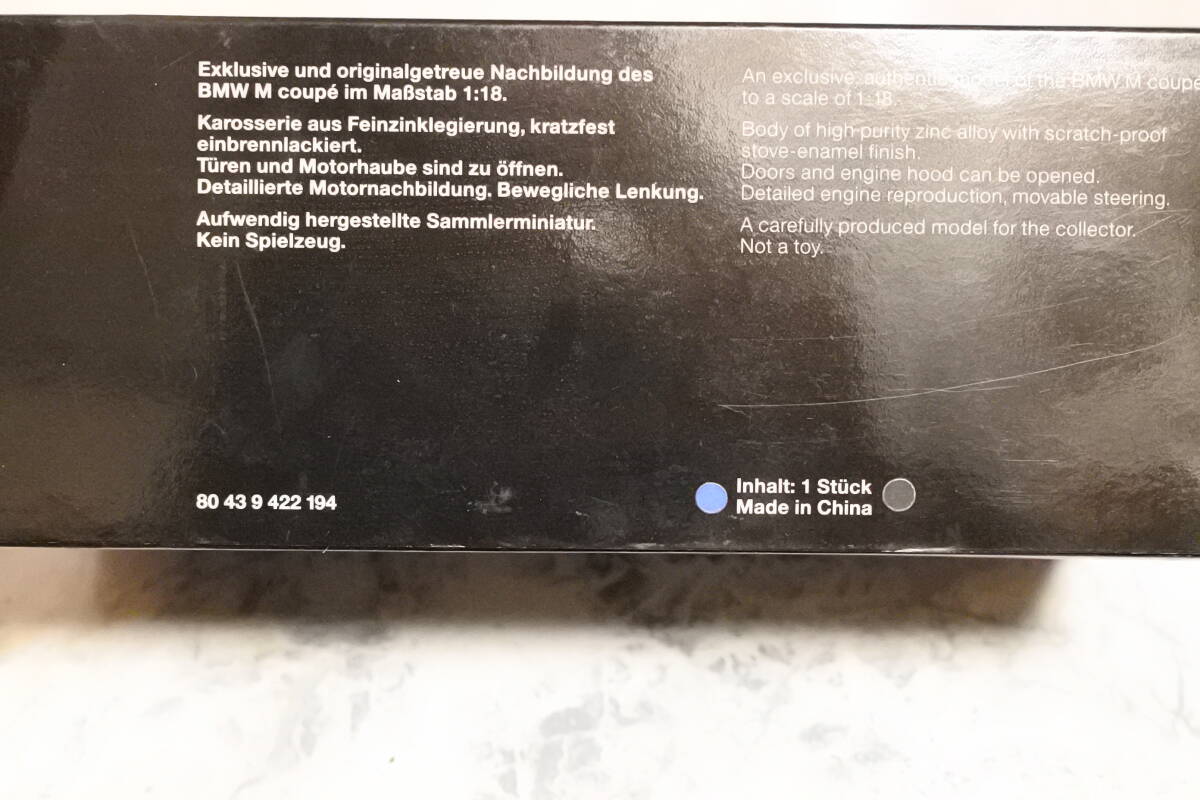 Exklusive und originalgetreue Nachbildung des
BMW M coupé im Maßstab 1:18.
Karosserie aus Feinzinklegierung, kratzfest
einbrennlackiert.
Türen und Motorhaube sind zu öffnen.
Detaillierte Motornachbildung. Bewegliche Lenkung.
Aufwendig hergestellte Sammlerminiatur.
Kein Spielzeug.
An exclusive, authentic model of the BMW M coupé
to a scale of 1:18.
Body of high-purity zinc alloy with scratch-proof
stove-enamel finish.
Doors and engine hood can be opened.
Detailed engine reproduction, movable steering.
A carefully produced model for the collector.
Not a toy.
80 43 9 422 194
Inhalt: 1 Stück
Made in China